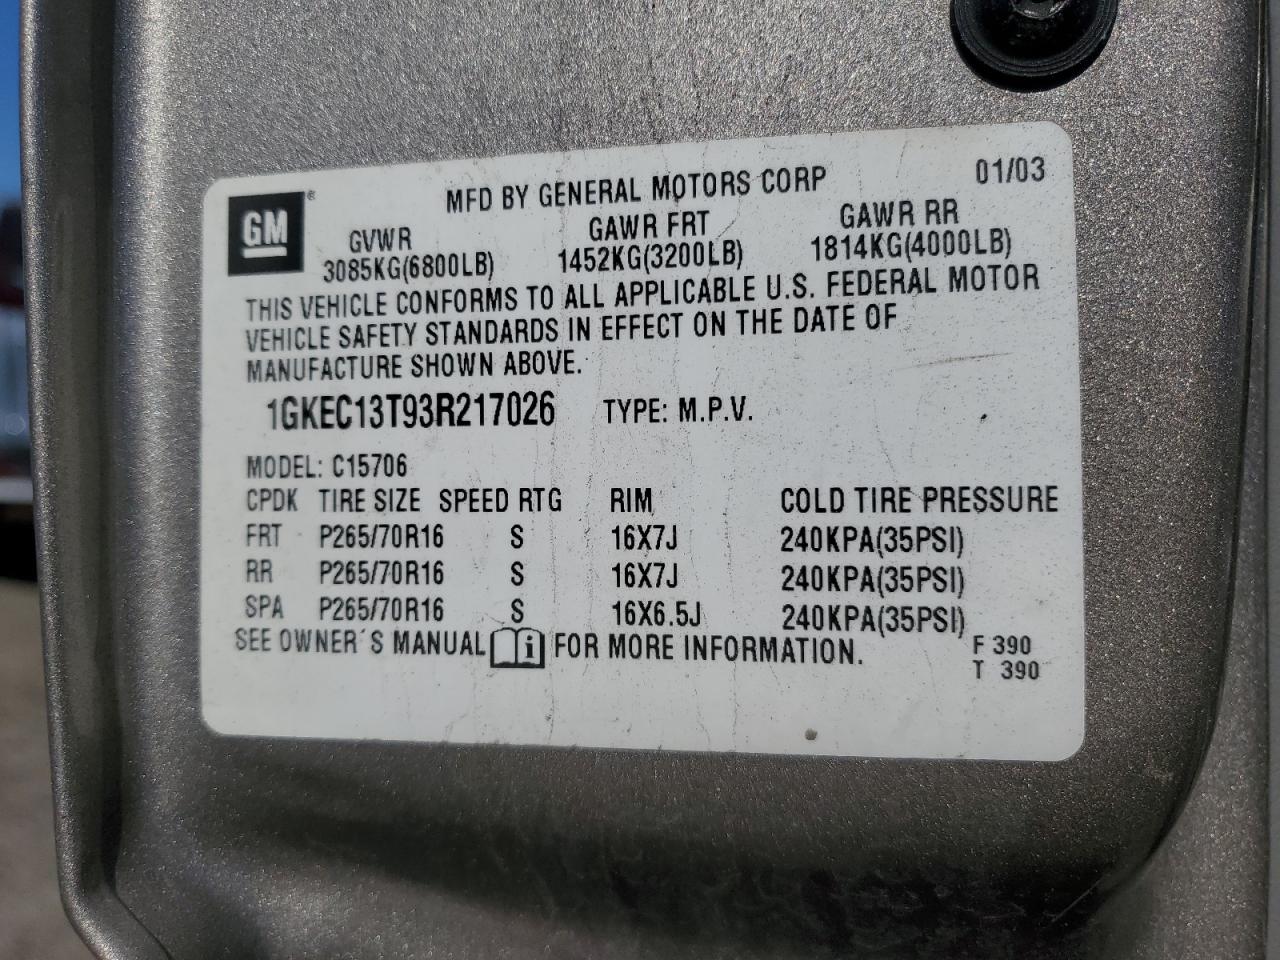 MFD BY GENERAL MOTORS CORP 01/03
GM ®
GVWR GAWR FRT GAWR RR
3085KG(6800LB) 1452KG(3200LB) 1814KG(4000LB)
THIS VEHICLE CONFORMS TO ALL APPLICABLE U.S. FEDERAL MOTOR
VEHICLE SAFETY STANDARDS IN EFFECT ON THE DATE OF
MANUFACTURE SHOWN ABOVE.
1GKEC13T93R217026 TYPE: M.P.V.
MODEL: C15706
CPDK TIRE SIZE SPEED RTG RIM COLD TIRE PRESSURE
FRT P265/70R16 S 16X7J 240KPA(35PSI)
RR P265/70R16 S 16X7J 240KPA(35PSI)
SPA P265/70R16 S 16X6.5J 240KPA(35PSI)
SEE OWNER'S MANUAL i FOR MORE INFORMATION.
F 390
T 390